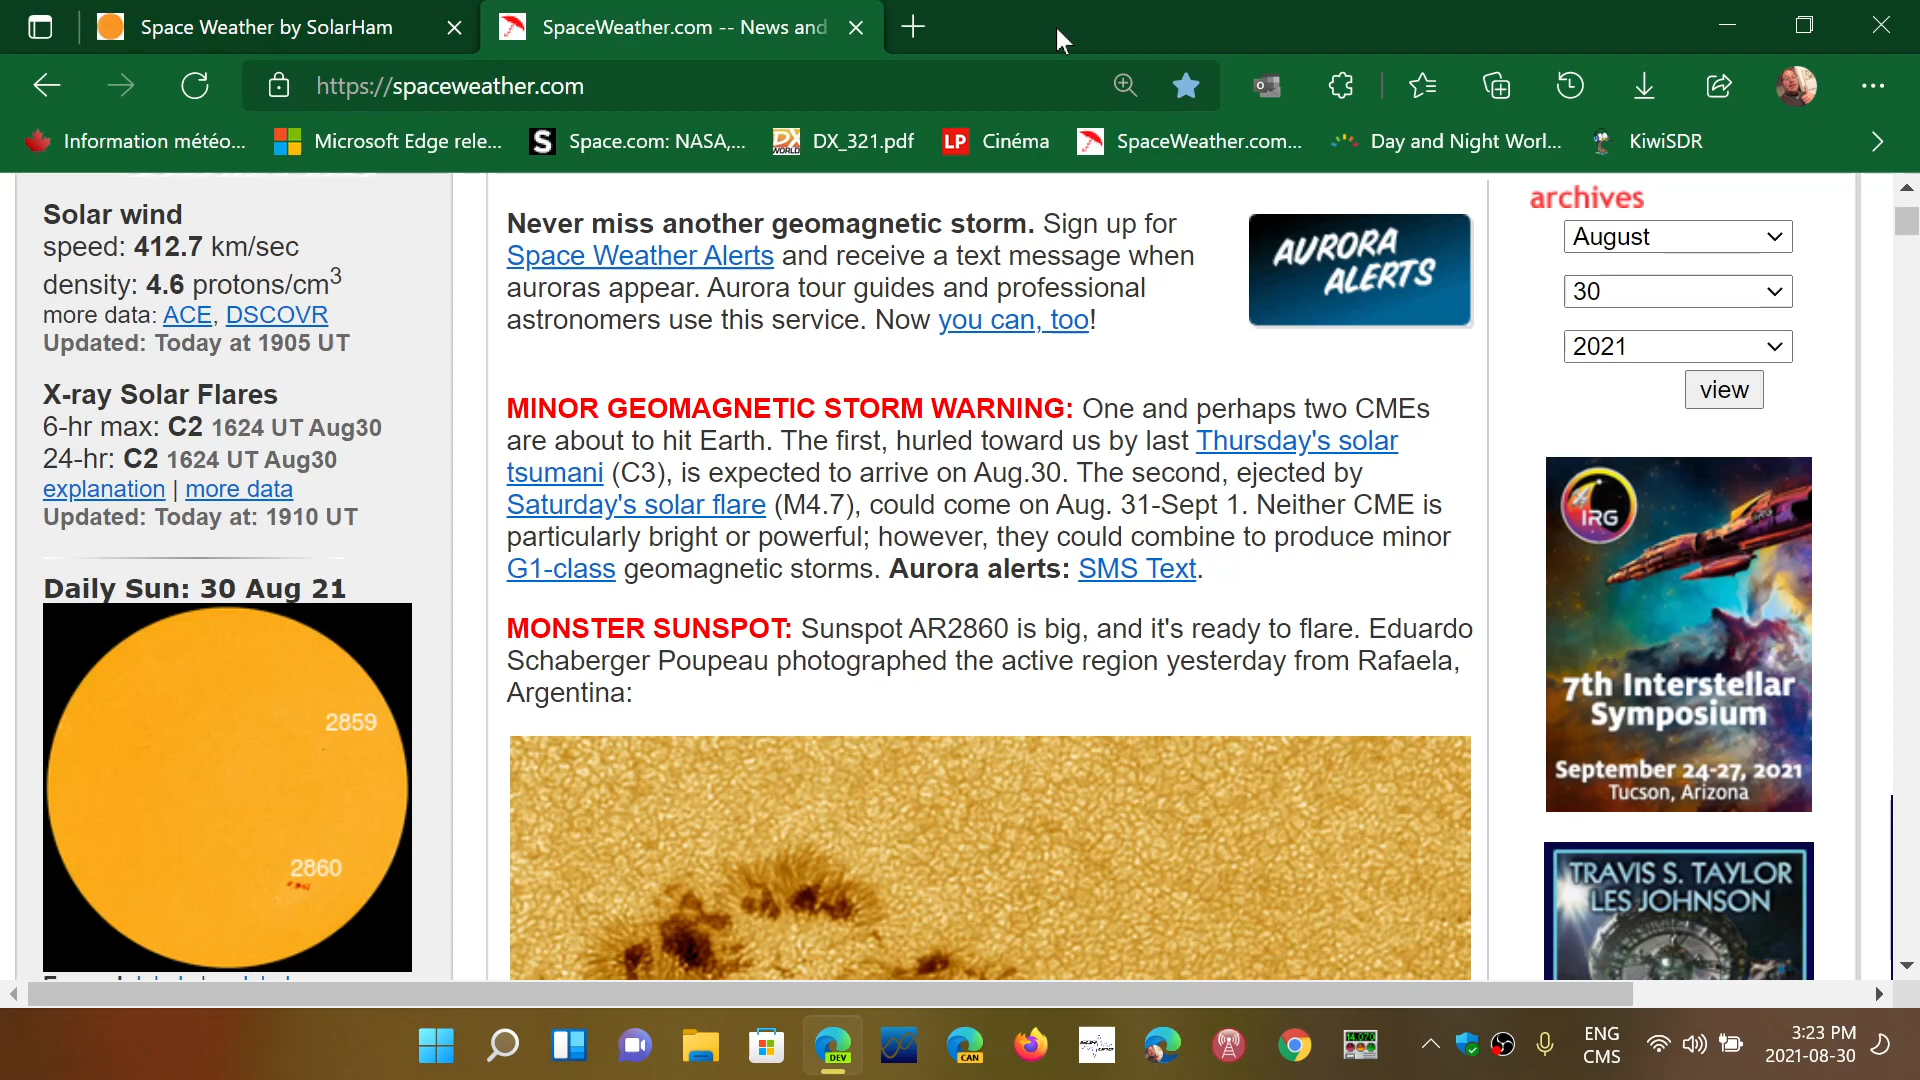 Space Weather by SolarHam
SpaceWeather.com -- News and
https://spaceweather.com
Information météo...
Microsoft Edge rele...
Space.com: NASA,...
DX WORLD
DX_321.pdf
LP
Cinéma
SpaceWeather.com...
Day and Night Worl...
KiwiSDR
Solar wind
speed: 412.7 km/sec
density: 4.6 protons/cm3
more data: ACE, DSCOVR
Updated: Today at 1905 UT
X-ray Solar Flares
6-hr max: C2 1624 UT Aug30
24-hr: C2 1624 UT Aug30
explanation | more data
Updated: Today at: 1910 UT
Daily Sun: 30 Aug 21
2859
2860
Never miss another geomagnetic storm. Sign up for
Space Weather Alerts and receive a text message when
auroras appear. Aurora tour guides and professional
astronomers use this service. Now you can, too!
AURORA
ALERTS
MINOR GEOMAGNETIC STORM WARNING: One and perhaps two CMEs
are about to hit Earth. The first, hurled toward us by last Thursday's solar
tsumani (C3), is expected to arrive on Aug.30. The second, ejected by
Saturday's solar flare (M4.7), could come on Aug. 31-Sept 1. Neither CME is
particularly bright or powerful; however, they could combine to produce minor
G1-class geomagnetic storms. Aurora alerts: SMS Text.
MONSTER SUNSPOT: Sunspot AR2860 is big, and it's ready to flare. Eduardo
Schaberger Poupeau photographed the active region yesterday from Rafaela,
Argentina:
archives
August
30
2021
view
IRG
7th Interstellar
Symposium
September 24-27, 2021
Tucson, Arizona
TRAVIS S. TAYLOR
LES JOHNSON
DEV
CAN
14.070
ENG
CMS
3:23 PM
2021-08-30